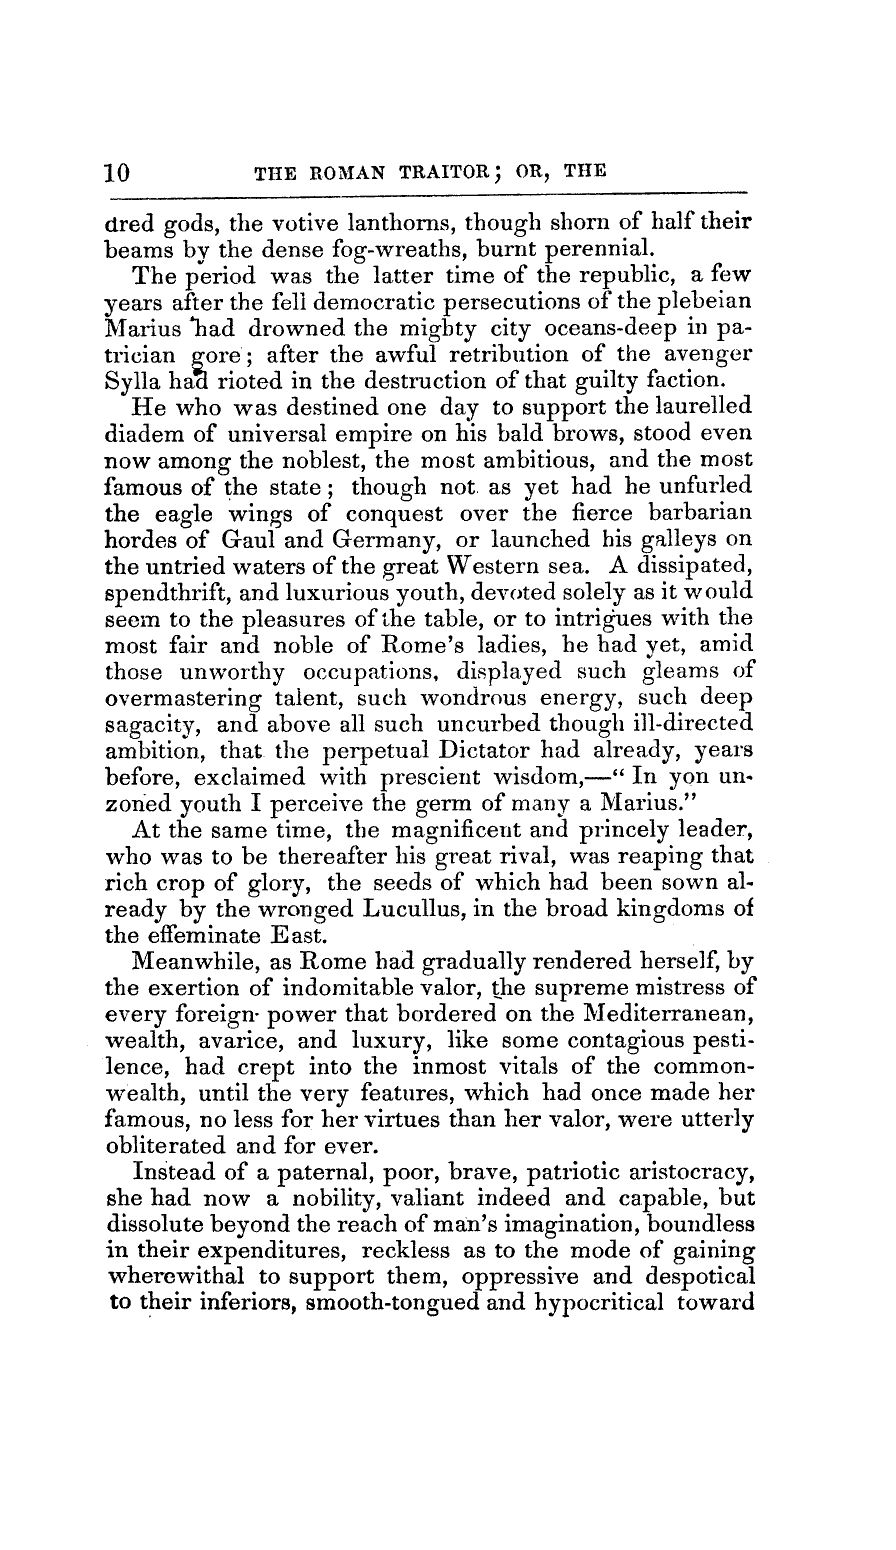 10 THE ROMAN TRAITOR; OR, THE
dred gods, the votive lanthorns, though shorn of half their
beams by the dense fog-wreaths, burnt perennial.
The period was the latter time of the republic, a few
years after the fell democratic persecutions of the plebeian
Marius had drowned the mighty city oceans-deep in pa-
trician gore; after the awful retribution of the avenger
Sylla had rioted in the destruction of that guilty faction.
He who was destined one day to support the laurelled
diadem of universal empire on his bald brows, stood even
now among the noblest, the most ambitious, and the most
famous of the state; though not as yet had he unfurled
the eagle wings of conquest over the fierce barbarian
hordes of Gaul and Germany, or launched his galleys on
the untried waters of the great Western sea. A dissipated,
spendthrift, and luxurious youth, devoted solely as it would
seem to the pleasures of the table, or to intrigues with the
most fair and noble of Rome's ladies, he had yet, amid
those unworthy occupations, displayed such gleams of
overmastering talent, such wondrous energy, such deep
sagacity, and above all such uncurbed though ill-directed
ambition, that the perpetual Dictator had already, years
before, exclaimed with prescient wisdom,—"In yon un-
zoned youth I perceive the germ of many a Marius."
At the same time, the magnificent and princely leader,
who was to be thereafter his great rival, was reaping that
rich crop of glory, the seeds of which had been sown al-
ready by the wronged Lucullus, in the broad kingdoms of
the effeminate East.
Meanwhile, as Rome had gradually rendered herself, by
the exertion of indomitable valor, the supreme mistress of
every foreign power that bordered on the Mediterranean,
wealth, avarice, and luxury, like some contagious pesti-
lence, had crept into the inmost vitals of the common-
wealth, until the very features, which had once made her
famous, no less for her virtues than her valor, were utterly
obliterated and for ever.
Instead of a paternal, poor, brave, patriotic aristocracy,
she had now a nobility, valiant indeed and capable, but
dissolute beyond the reach of man's imagination, boundless
in their expenditures, reckless as to the mode of gaining
wherewithal to support them, oppressive and despotical
to their inferiors, smooth-tongued and hypocritical toward